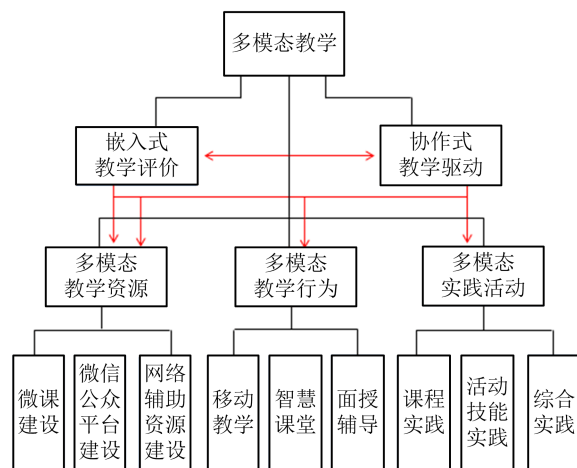 多模态教学
嵌入式
教学评价
协作式
教学驱动
多模态
教学资源
多模态
教学行为
多模态
实践活动
微课
建设
微信
公众
平台
建设
网络
辅助
资源
建设
移动
教学
智慧
课堂
面授
辅导
课程
实践
活动
技能
实践
综合
实践